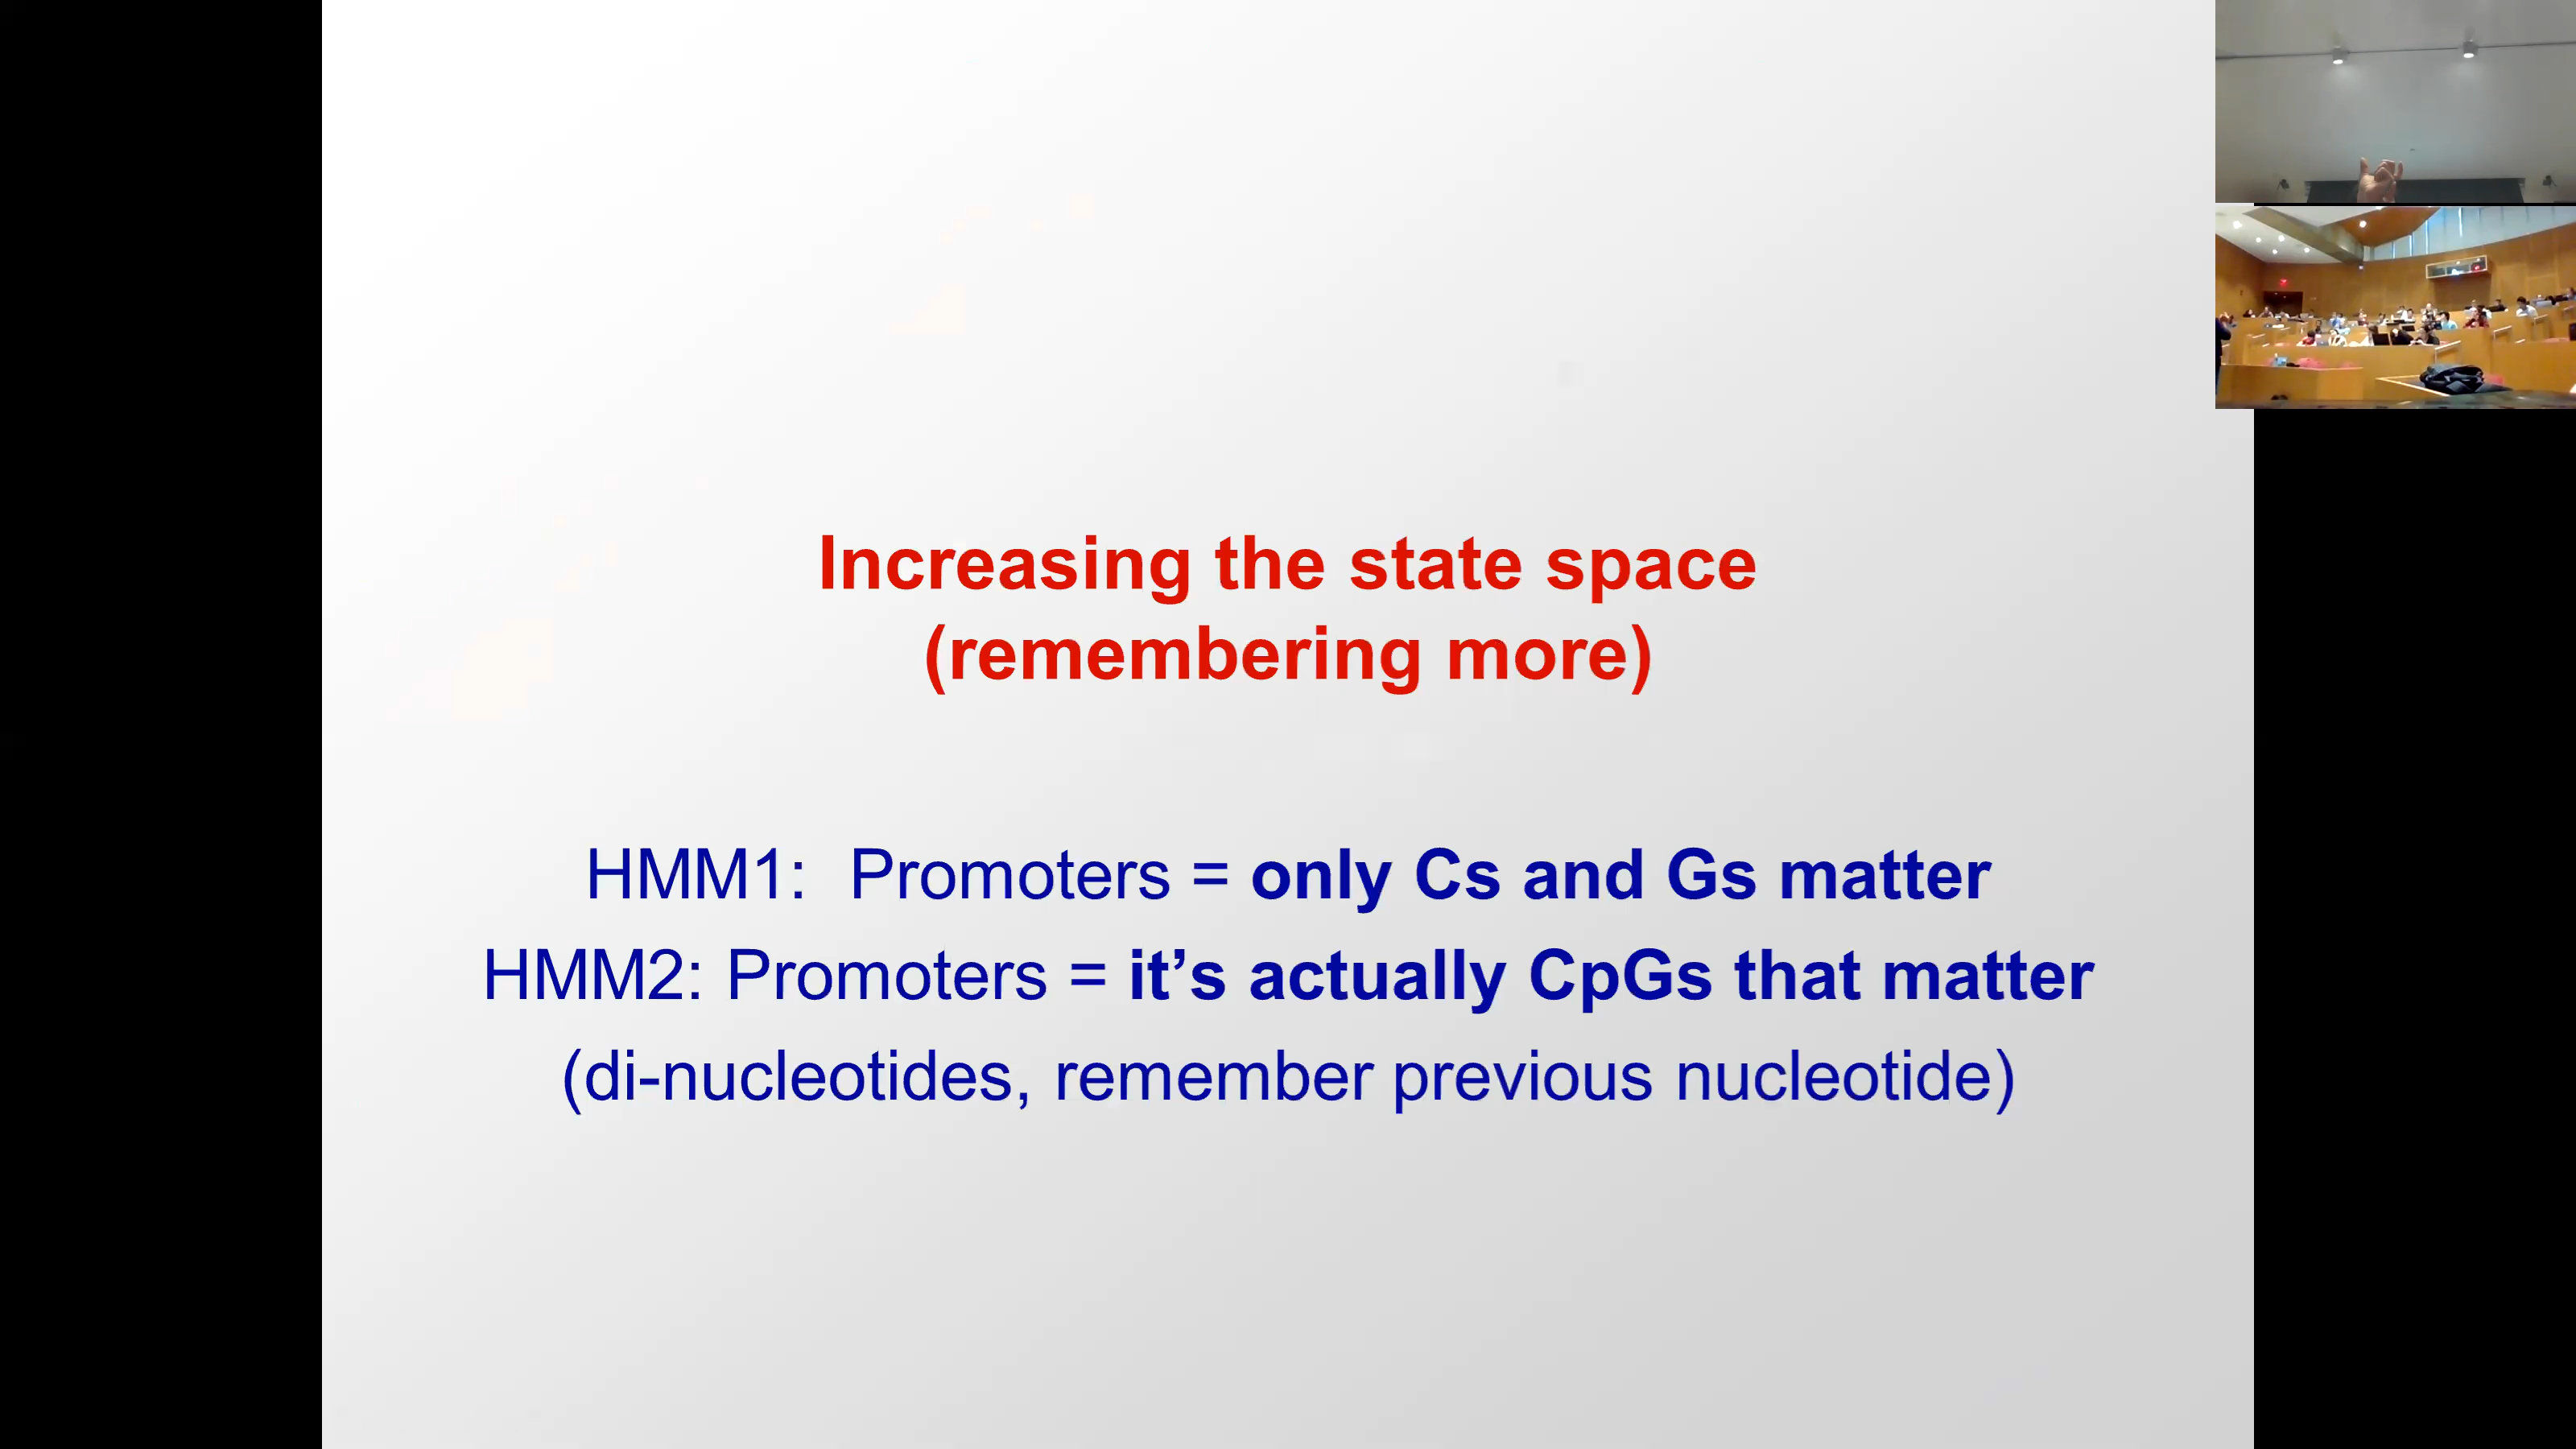 Increasing the state space
(remembering more)
HMM1:  Promoters = only Cs and Gs matter
HMM2: Promoters = it’s actually CpGs that matter
(di-nucleotides, remember previous nucleotide)